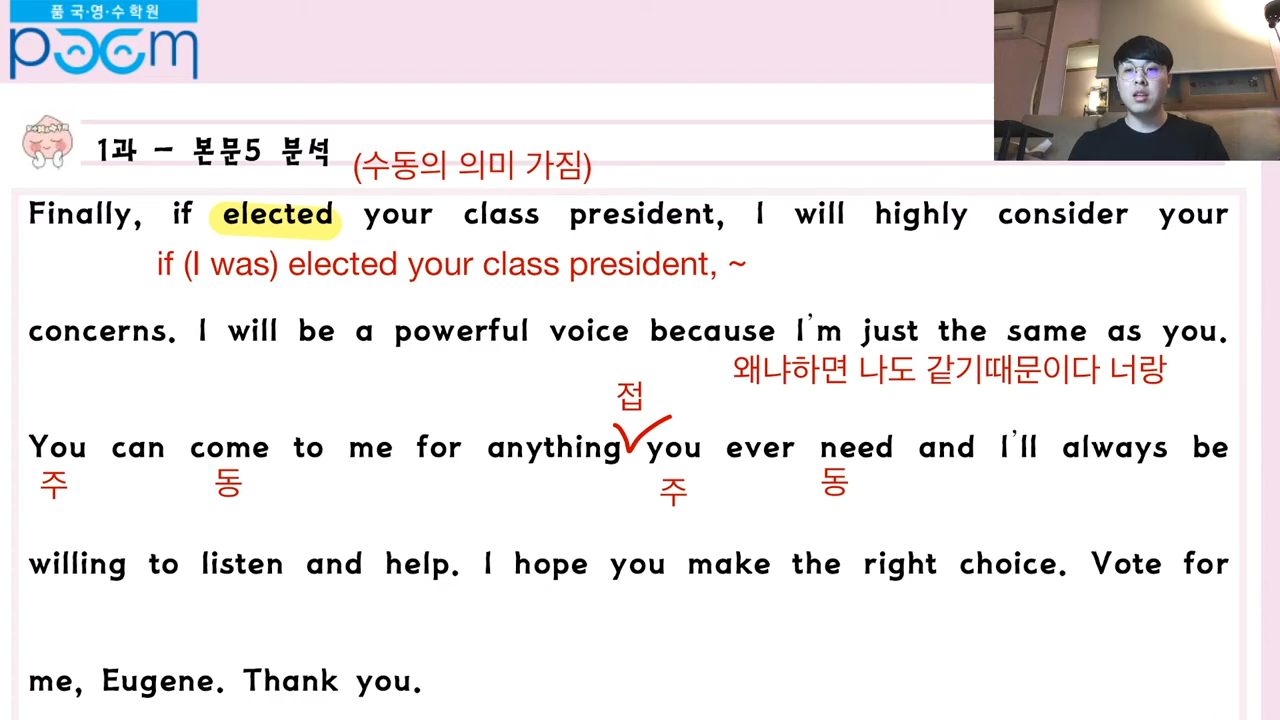 품 국·영·수학원
poem
1과 - 본문5 분석
(수동의 의미 가짐)
Finally, if elected your class president, I will highly consider your
if (I was) elected your class president, ~
concerns. I will be a powerful voice because I'm just the same as you.
왜냐하면 나도 같기때문이다 너랑
접
You can come to me for anything you ever need and I'll always be
주 동 주 동
willing to listen and help. I hope you make the right choice. Vote for
me, Eugene. Thank you.